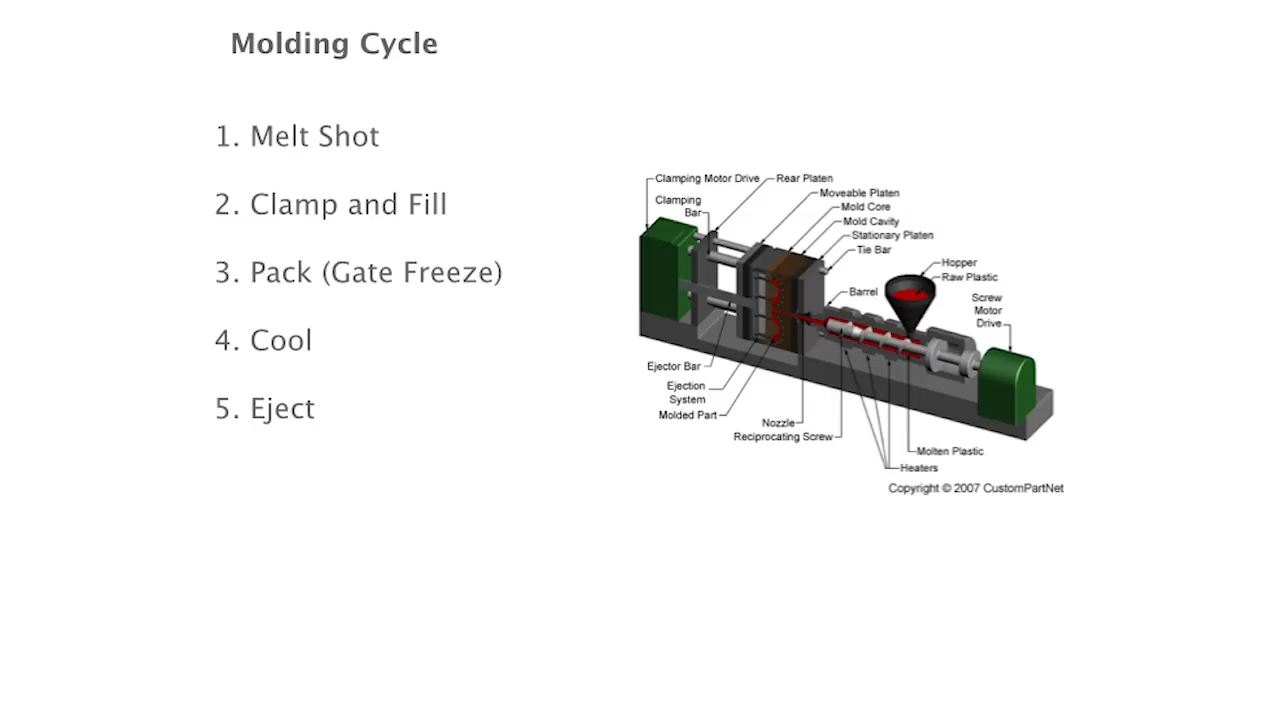 Molding Cycle
1. Melt Shot
2. Clamp and Fill
3. Pack (Gate Freeze)
4. Cool
5. Eject
Clamping Motor Drive
Rear Platen
Clamping
Bar
Moveable Platen
Mold Core
Mold Cavity
Stationary Platen
Tie Bar
Hopper
Raw Plastic
Barrel
Screw
Motor
Drive
Ejector Bar
Ejection
System
Molded Part
Nozzle
Reciprocating Screw
Molten Plastic
Heaters
Copyright © 2007 CustomPartNet